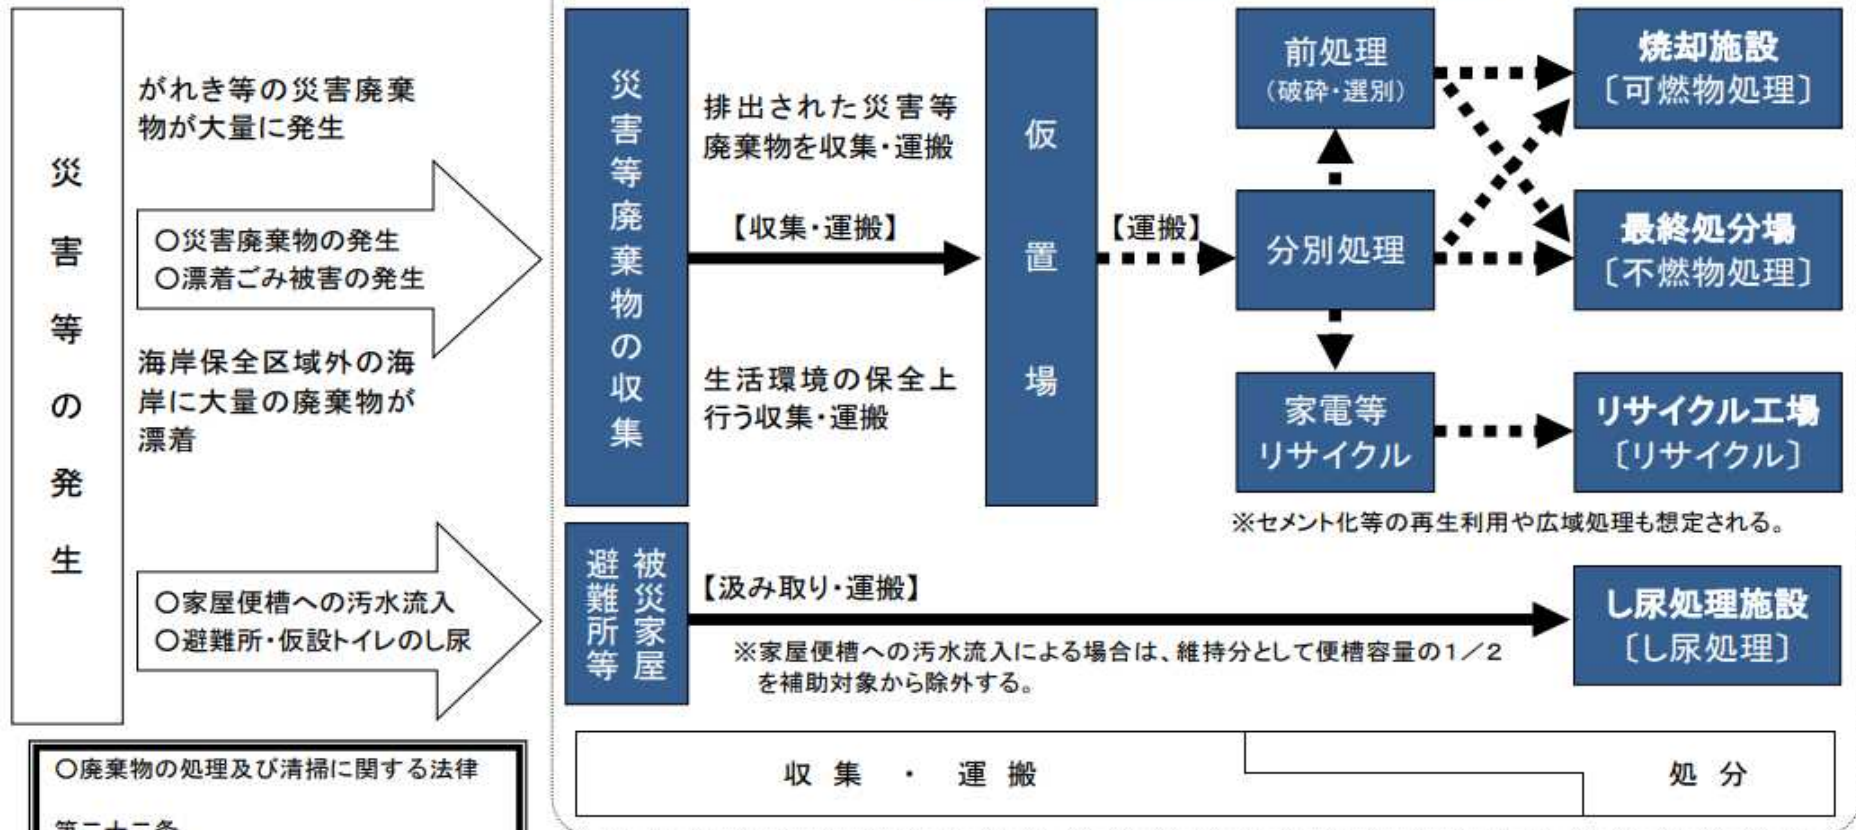 災害等の発生
がれき等の災害廃棄
物が大量に発生
〇災害廃棄物の発生
〇漂着ごみ被害の発生
海岸保全区域外の海
岸に大量の廃棄物が
漂着
〇家屋便槽への汚水流入
〇避難所・仮設トイレのし尿
災害等廃棄物の収集
排出された災害等
廃棄物を収集・運搬
【収集・運搬】
生活環境の保全上
行う収集・運搬
仮置場
【運搬】
前処理
（破砕・選別）
分別処理
家電等
リサイクル
焼却施設
〔可燃物処理〕
最終処分場
〔不燃物処理〕
リサイクル工場
〔リサイクル〕
※セメント化等の再生利用や広域処理も想定される。
被災家屋
避難所等
【汲み取り・運搬】
※家屋便槽への汚水流入による場合は、維持分として便槽容量の１／２
を補助対象から除外する。
し尿処理施設
〔し尿処理〕
収集・運搬
処分
〇廃棄物の処理及び清掃に関する法律
第二十二条